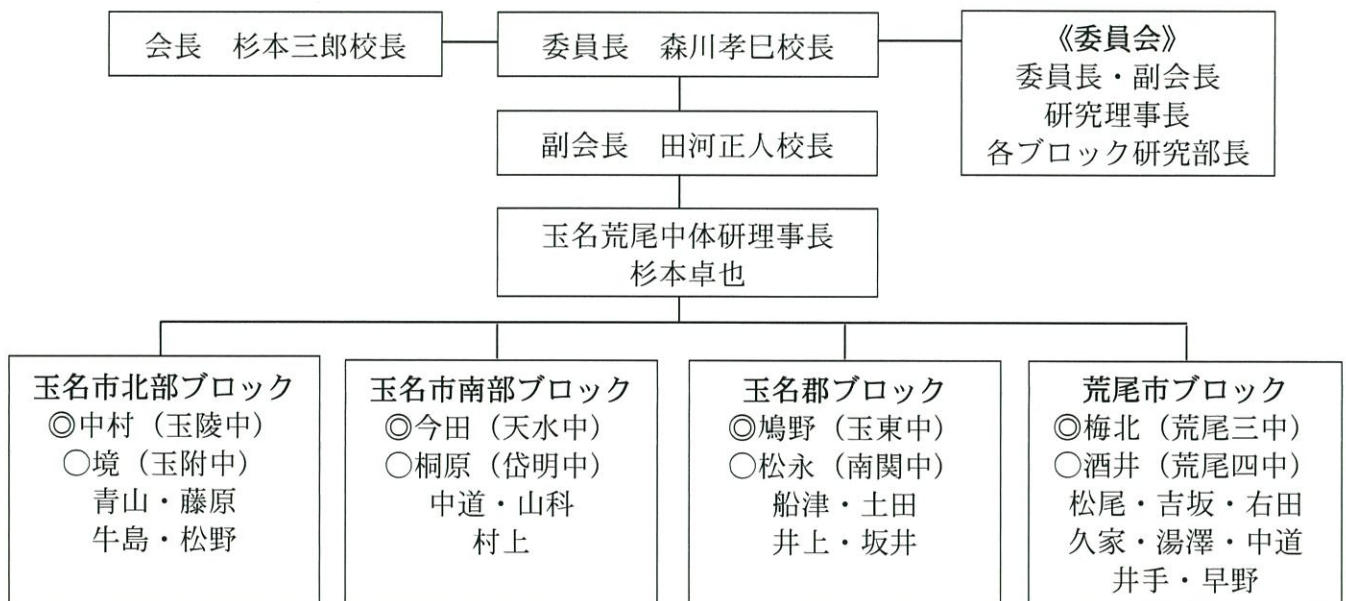 会長　杉本三郎校長
委員長　森川孝巳校長
《委員会》
委員長・副会長
研究理事長
各ブロック研究部長
副会長　田河正人校長
玉名荒尾中体研理事長
杉本卓也
玉名市北部ブロック
◎中村（玉陵中）
○境（玉附中）
青山・藤原
牛島・松野
玉名市南部ブロック
◎今田（天水中）
○桐原（岱明中）
中道・山科
村上
玉名郡ブロック
◎鳩野（玉東中）
○松永（南関中）
船津・土田
井上・坂井
荒尾市ブロック
◎梅北（荒尾三中）
○酒井（荒尾四中）
松尾・吉坂・右田
久家・湯澤・中道
井手・早野